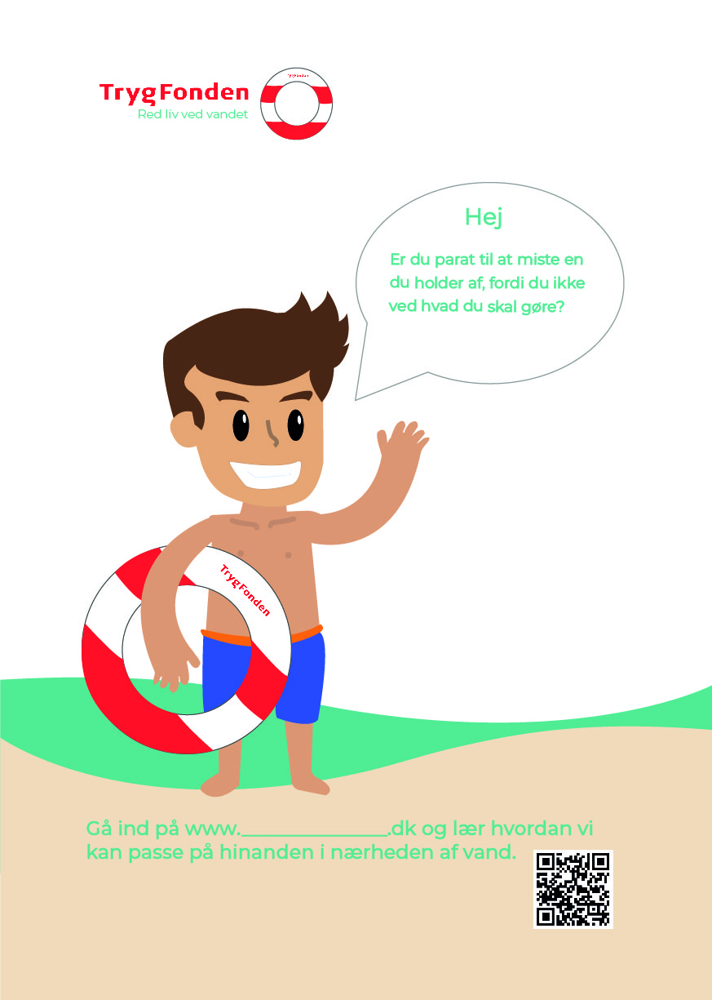 TrygFonden
Red liv ved vandet
TrygFonden
Hej
Er du parat til at miste en
du holder af, fordi du ikke
ved hvad du skal gøre?
TrygFonden
Gå ind på www.______________.dk og lær hvordan vi
kan passe på hinanden i nærheden af vand.